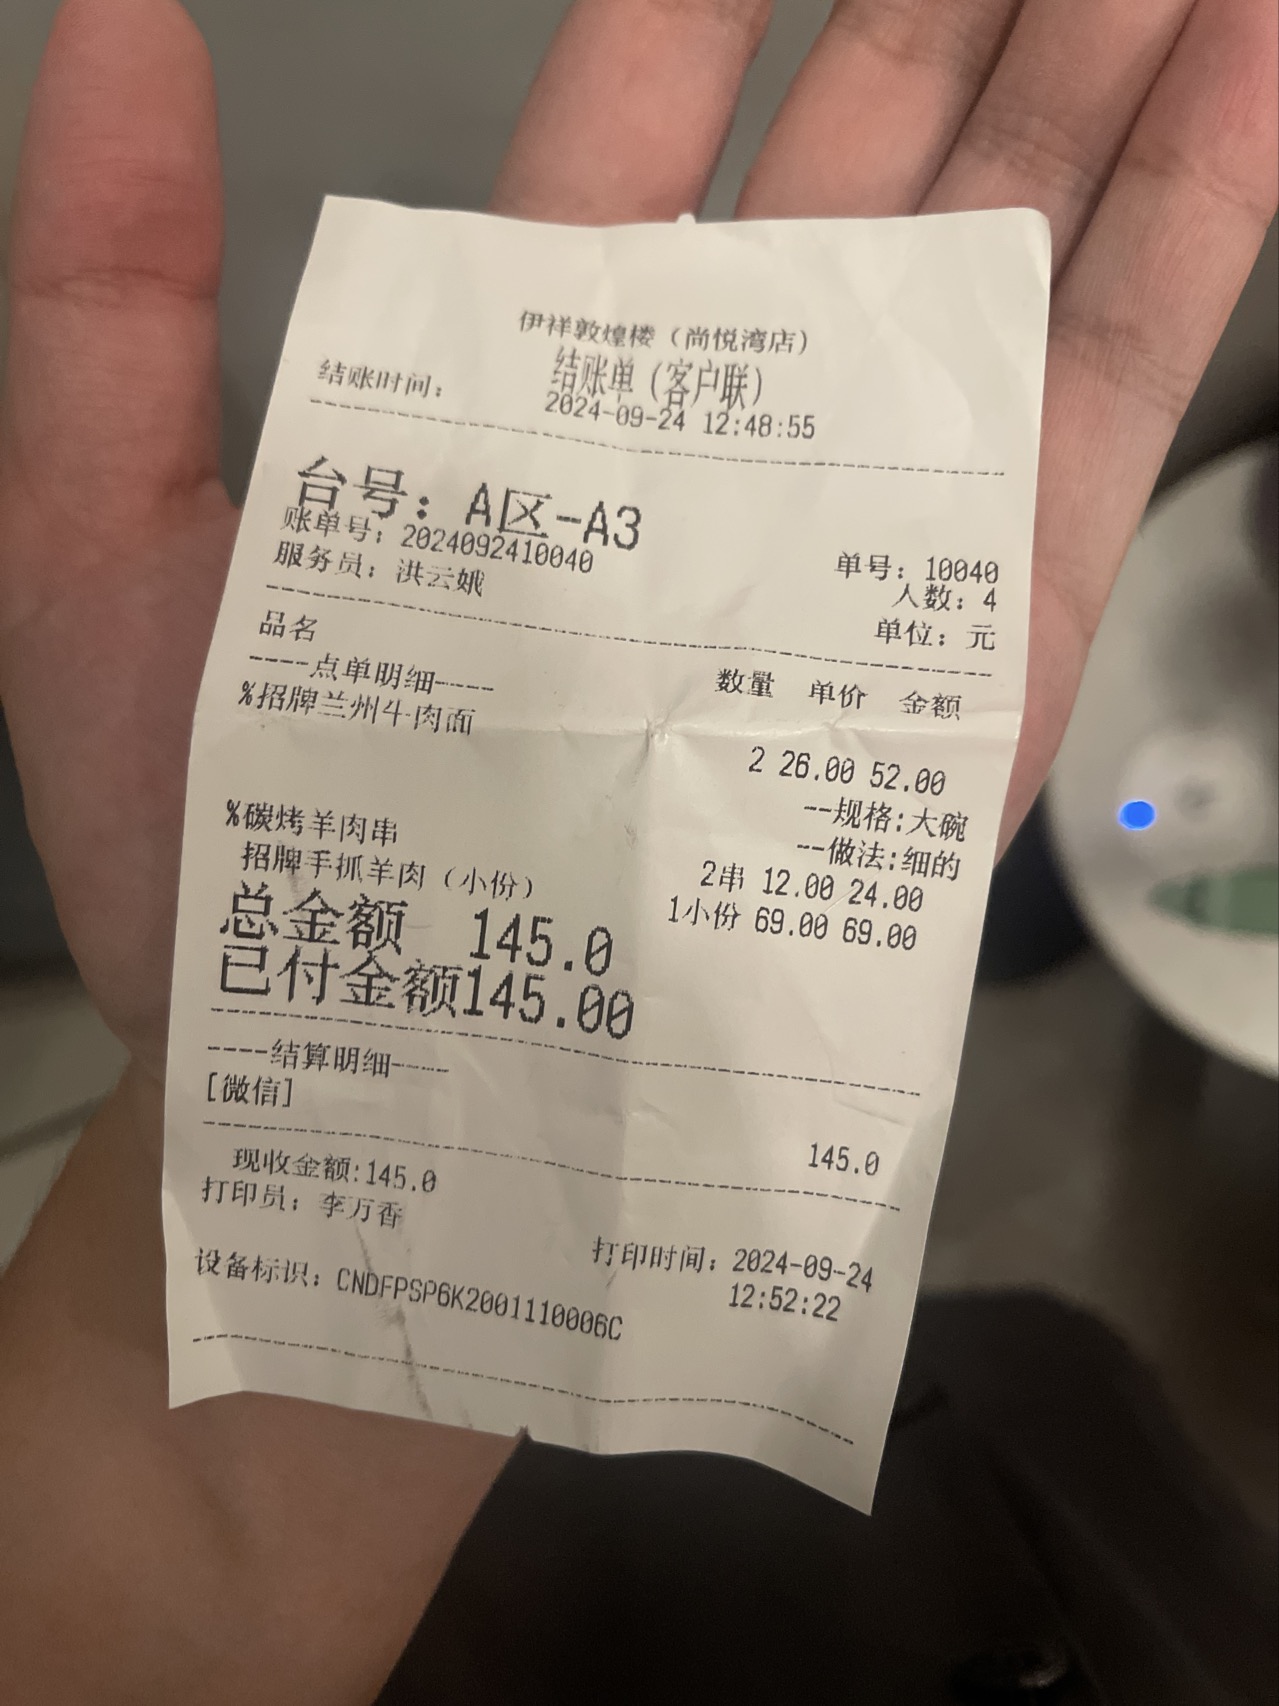 伊祥敦煌楼（尚悦湾店）
结账单（客户联）
结账时间： 2024-09-24 12:48:55
台号：A区-A3
账单号：2024092410040 单号：10040
服务员：洪云娥 人数：4
单位：元
品名 数量 单价 金额
----点单明细----
%招牌兰州牛肉面
2 26.00 52.00
--规格:大碗
--做法:细的
%碳烤羊肉串 2串 12.00 24.00
招牌手抓羊肉（小份） 1小份 69.00 69.00
总金额 145.0
已付金额145.00
----结算明细----
[微信] 145.0
现收金额:145.0
打印员：李万香 打印时间：2024-09-24
12:52:22
设备标识：CNDFPSP6K2001110006C